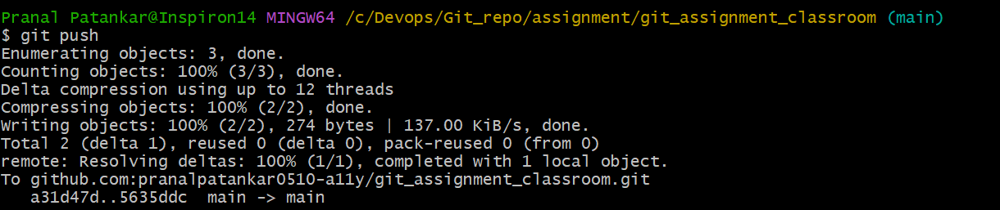 Pranal Patankar@Inspiron14 MINGW64 /c/Devops/Git_repo/assignment/git_assignment_classroom (main)
$ git push
Enumerating objects: 3, done.
Counting objects: 100% (3/3), done.
Delta compression using up to 12 threads
Compressing objects: 100% (2/2), done.
Writing objects: 100% (2/2), 274 bytes | 137.00 KiB/s, done.
Total 2 (delta 1), reused 0 (delta 0), pack-reused 0 (from 0)
remote: Resolving deltas: 100% (1/1), completed with 1 local object.
To github.com:pranalpatankar0510-a11y/git_assignment_classroom.git
   a31d47d..5635ddc  main -> main